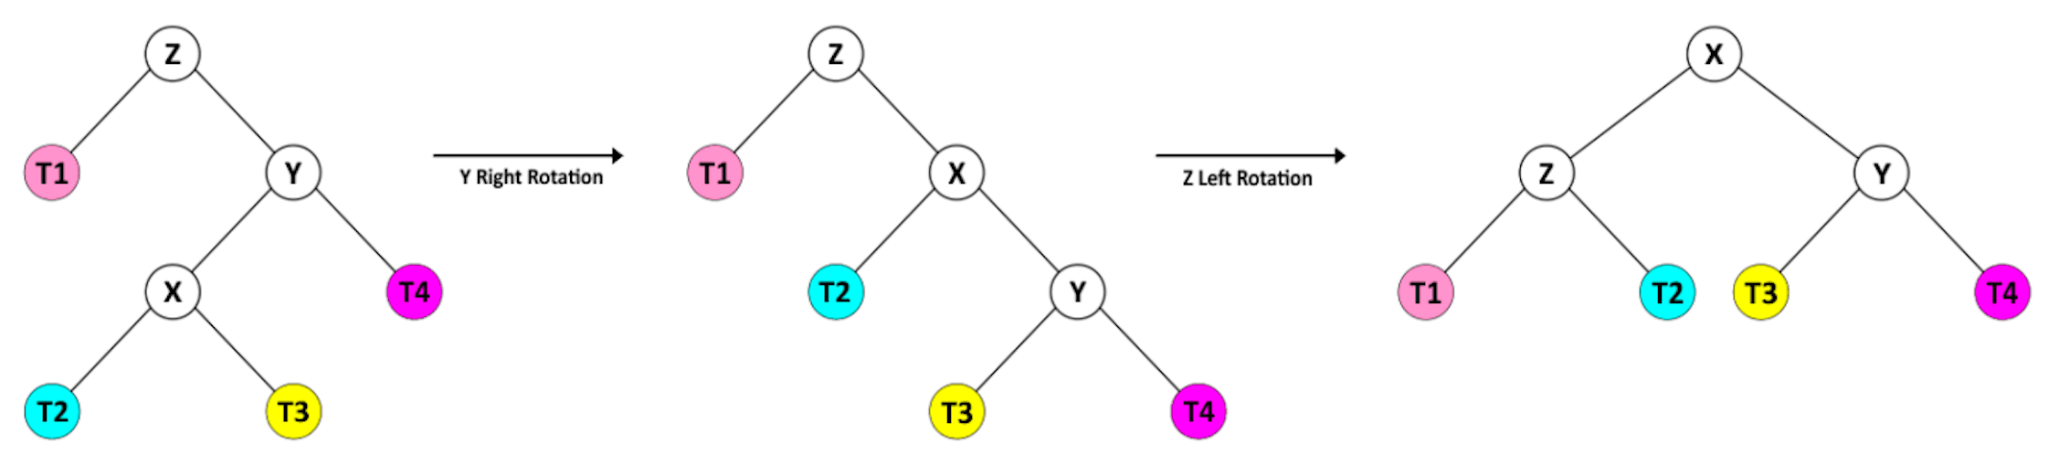 Z
T1
Y
X
T4
T2
T3
Y Right Rotation
Z
T1
X
T2
Y
T3
T4
Z Left Rotation
X
Z
Y
T1
T2
T3
T4